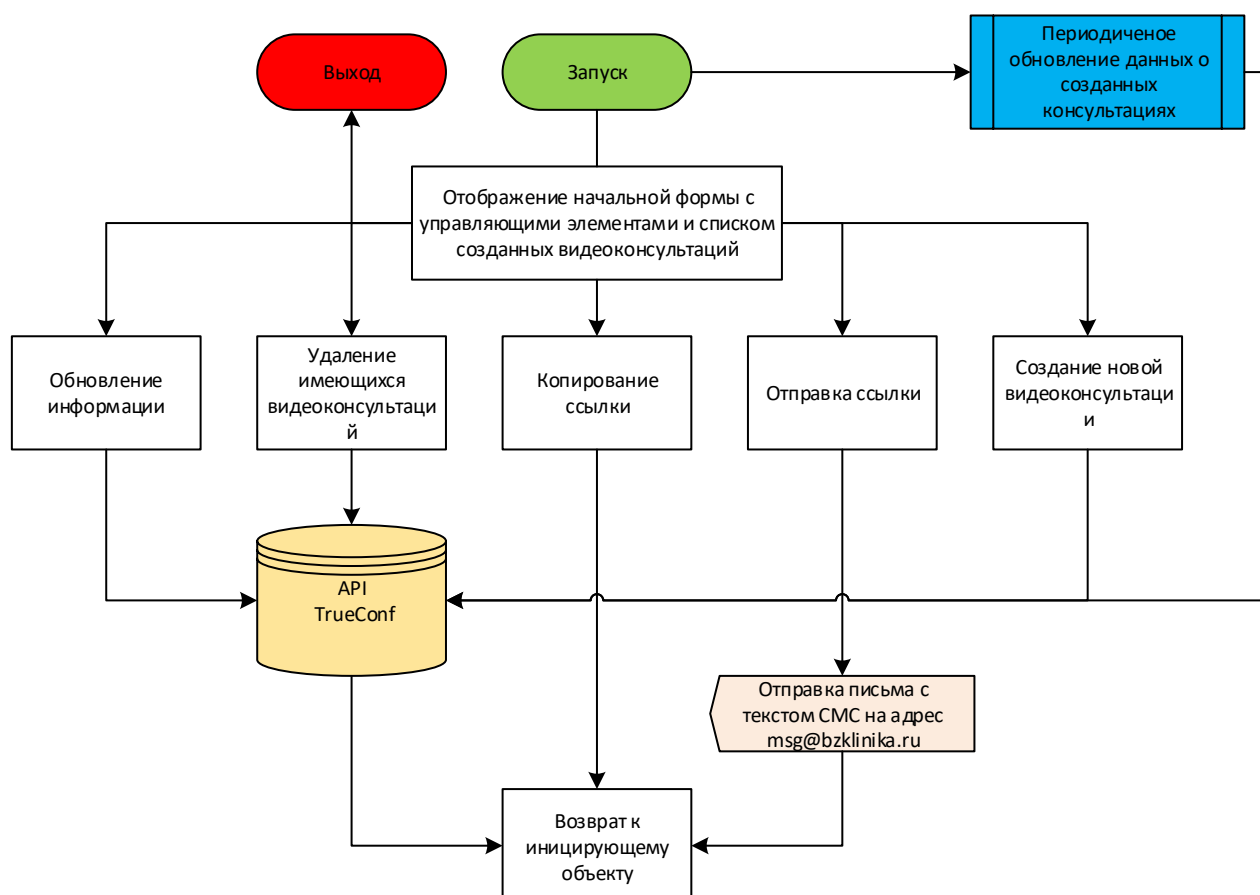 Выход
Запуск
Периодиченое
обновление данных о
созданных
консультациях
Отображение начальной формы с
управляющими элементами и списком
созданных видеоконсультаций
Обновление
информации
Удаление
имеющихся
видеоконсультаци
й
Копирование
ссылки
Отправка ссылки
Создание новой
видеоконсультаци
и
API
TrueConf
Отправка письма с
текстом СМС на адрес
msg@bzklinika.ru
Возврат к
инициирующему
объекту